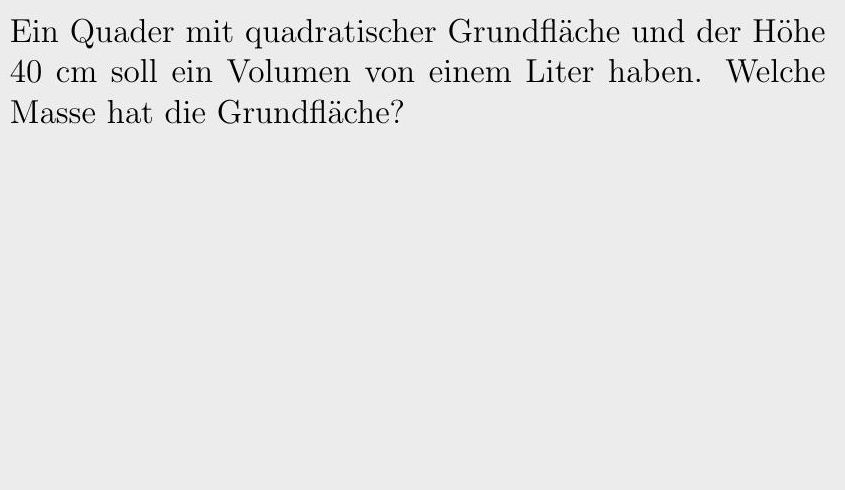 Ein Quader mit quadratischer Grundfläche und der Höhe
40 cm soll ein Volumen von einem Liter haben. Welche
Masse hat die Grundfläche?